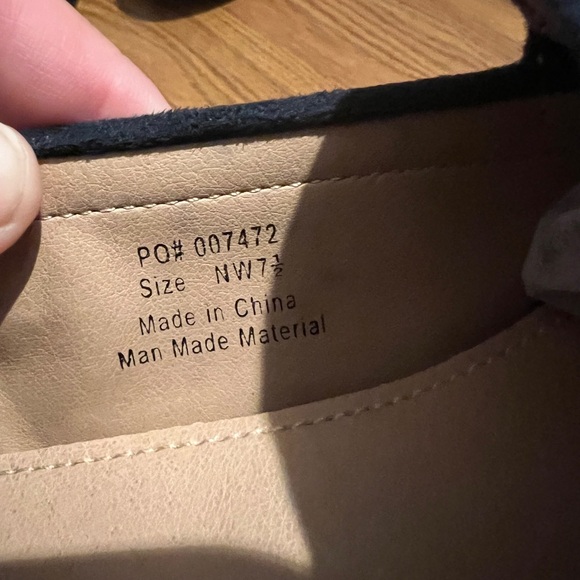 PO# 007472
Size NW7½
Made in China
Man Made Material